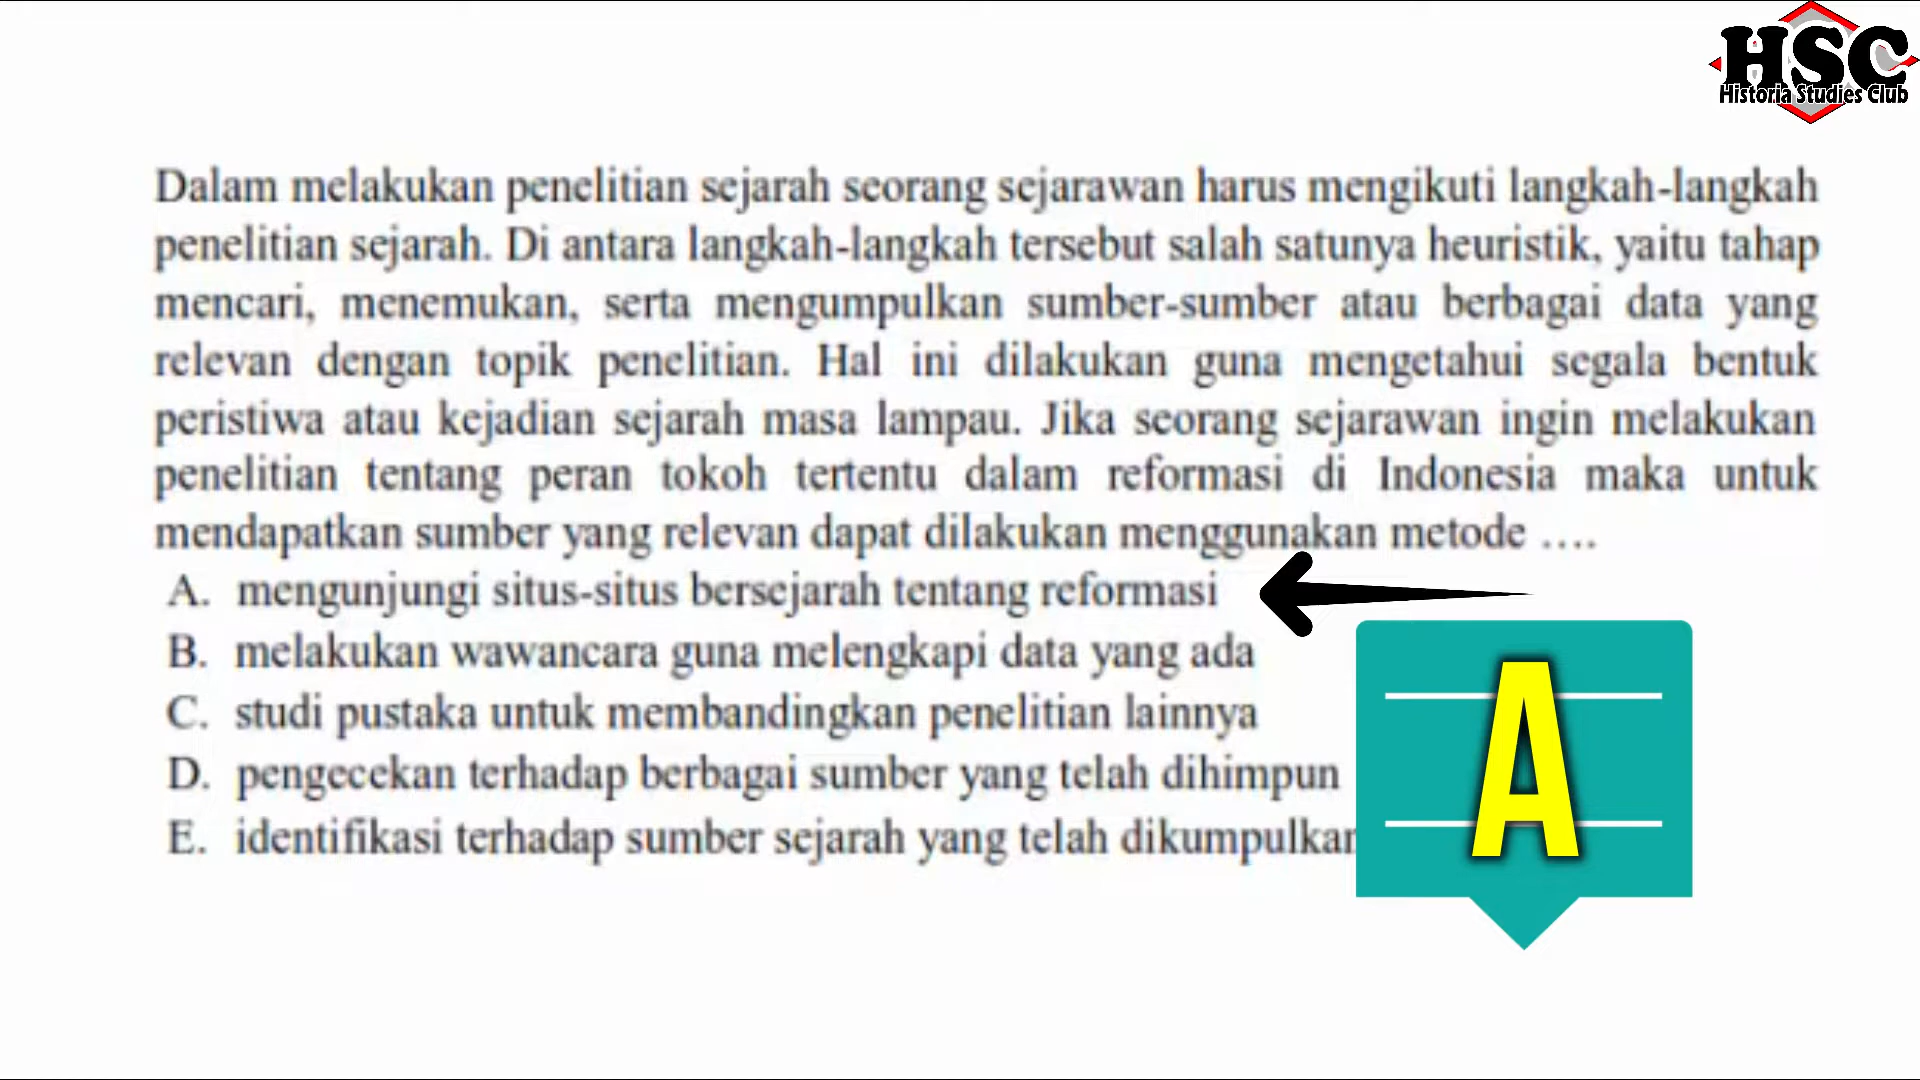 HSC
Historia Studies Club
Dalam melakukan penelitian sejarah seorang sejarawan harus mengikuti langkah-langkah
penelitian sejarah. Di antara langkah-langkah tersebut salah satunya heuristik, yaitu tahap
mencari, menemukan, serta mengumpulkan sumber-sumber atau berbagai data yang
relevan dengan topik penelitian. Hal ini dilakukan guna mengetahui segala bentuk
peristiwa atau kejadian sejarah masa lampau. Jika seorang sejarawan ingin melakukan
penelitian tentang peran tokoh tertentu dalam reformasi di Indonesia maka untuk
mendapatkan sumber yang relevan dapat dilakukan menggunakan metode ….
A. mengunjungi situs-situs bersejarah tentang reformasi
B. melakukan wawancara guna melengkapi data yang ada
C. studi pustaka untuk membandingkan penelitian lainnya
D. pengecekan terhadap berbagai sumber yang telah dihimpun
E. identifikasi terhadap sumber sejarah yang telah dikumpulkan
A